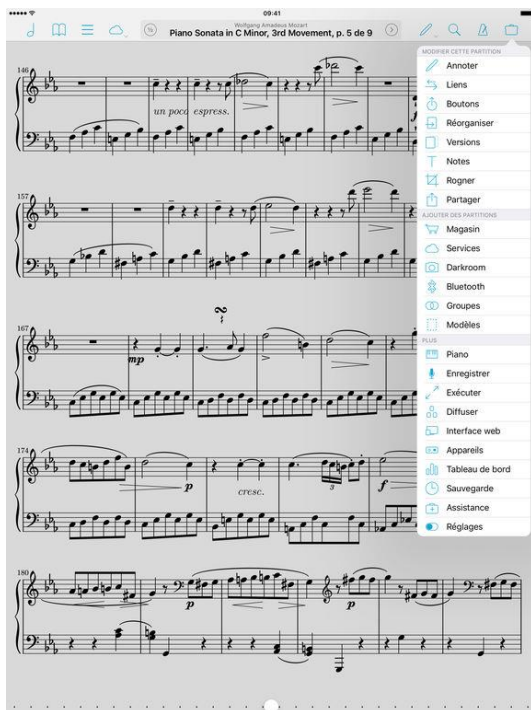 09:41
Wolfgang Amadeus Mozart
Piano Sonata in C Minor, 3rd Movement, p. 5 de 9
MODIFIER CETTE PARTITION
Annoter
Liens
Boutons
Réorganiser
Versions
Notes
Rogner
Partager
AJOUTER DES PARTITIONS
Magasin
Services
Darkroom
Bluetooth
Groupes
Modèles
PLUS
Piano
Enregistrer
Exécuter
Diffuser
Interface web
Appareils
Tableau de bord
Sauvegarde
Assistance
Réglages
146
un poco espress.
157
167
mp
174
p
cresc.
3
f
180
p
p